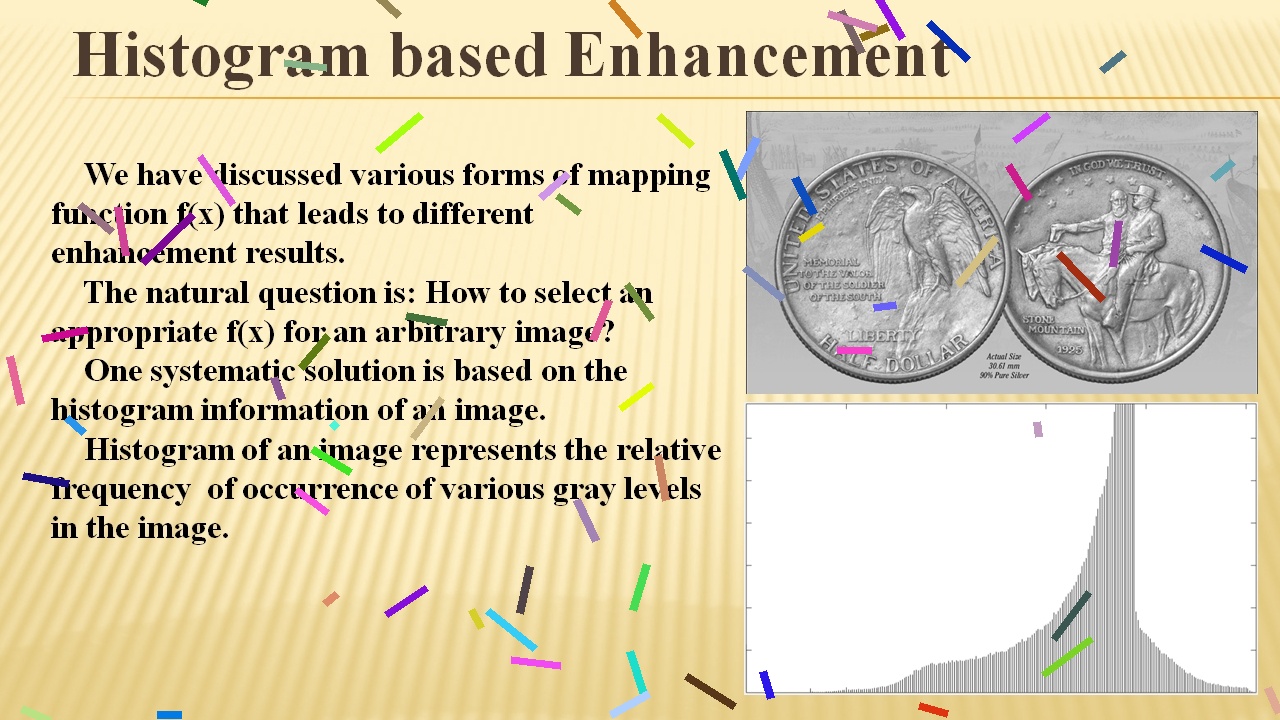 Histogram based Enhancement
We have discussed various forms of mapping
function f(x) that leads to different
enhancement results.
The natural question is: How to select an
appropriate f(x) for an arbitrary image?
One systematic solution is based on the
histogram information of an image.
Histogram of an image represents the relative
frequency of occurrence of various gray levels
in the image.
UNITED STATES OF AMERICA
E PLURIBUS UNUM
MEMORIAL
TO THE VALOR
OF THE SOLDIER
OF THE SOUTH
LIBERTY
HALF DOLLAR
IN GOD WE TRUST
STONE
MOUNTAIN
1925
Actual Size
30.61 mm
90% Pure Silver